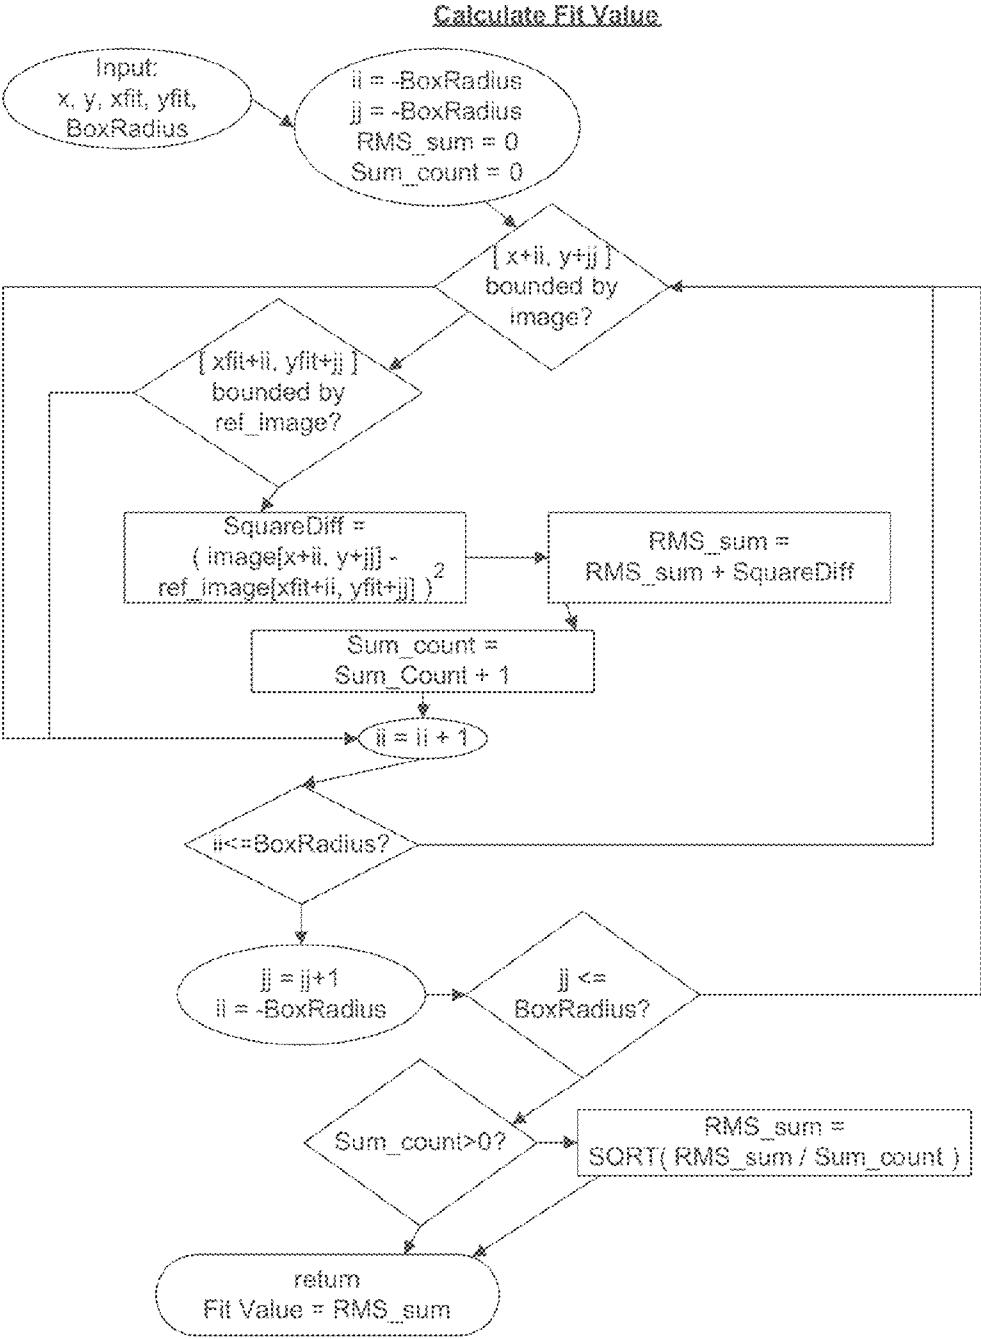 Calculate Fit Value
Input:
x, y, xfit, yfit,
BoxRadius
ii = -BoxRadius
jj = -BoxRadius
RMS_sum = 0
Sum_count = 0
[ x+ii, y+jj ]
bounded by
image?
[ xfit+ii, yfit+jj ]
bounded by
ref_image?
SquareDiff =
( image[x+ii, y+jj] -
ref_image[xfit+ii, yfit+jj] )²
RMS_sum =
RMS_sum + SquareDiff
Sum_count =
Sum_Count + 1
ii = ii + 1
ii<=BoxRadius?
jj = jj+1
ii = -BoxRadius
jj <=
BoxRadius?
Sum_count>0?
RMS_sum =
SQRT( RMS_sum / Sum_count )
return
Fit Value = RMS_sum